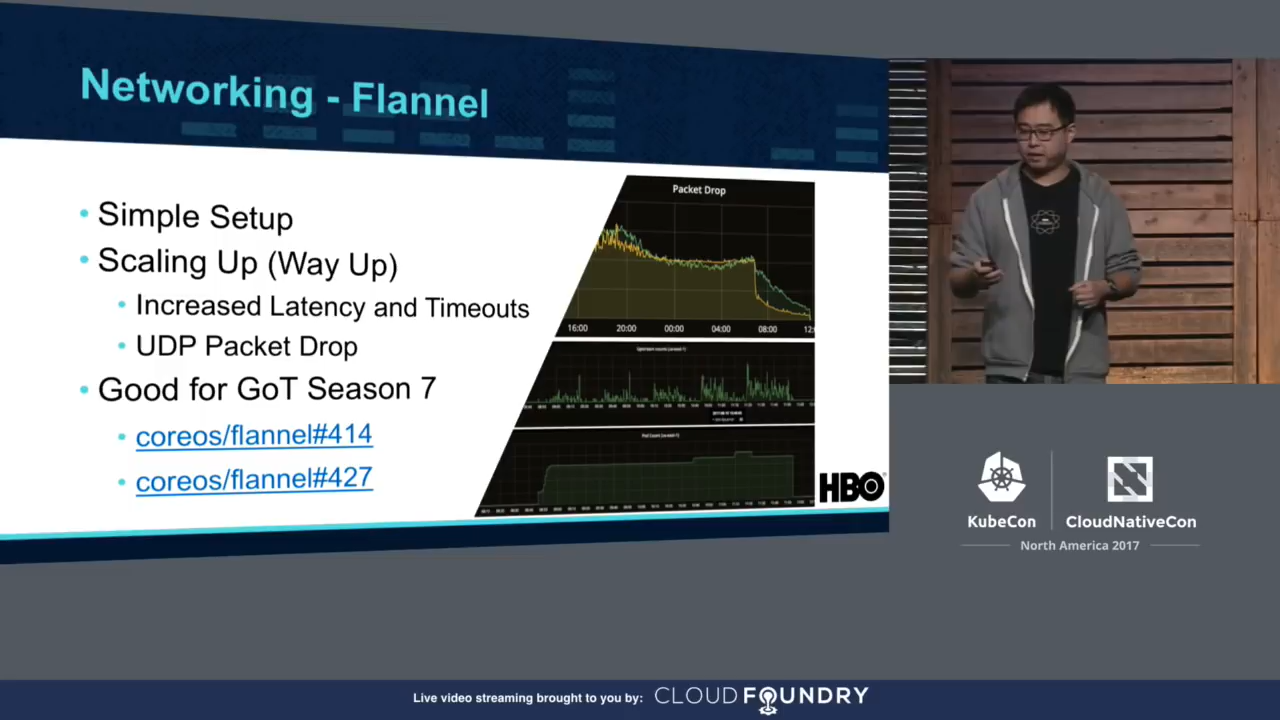 Networking - Flannel
• Simple Setup
• Scaling Up (Way Up)
• Increased Latency and Timeouts
• UDP Packet Drop
• Good for GoT Season 7
• coreos/flannel#414
• coreos/flannel#427
Packet Drop
16:00 20:00 00:00 04:00 08:00 12:
HBO
KubeCon
CloudNativeCon
North America 2017
Live video streaming brought to you by: CLOUD FOUNDRY